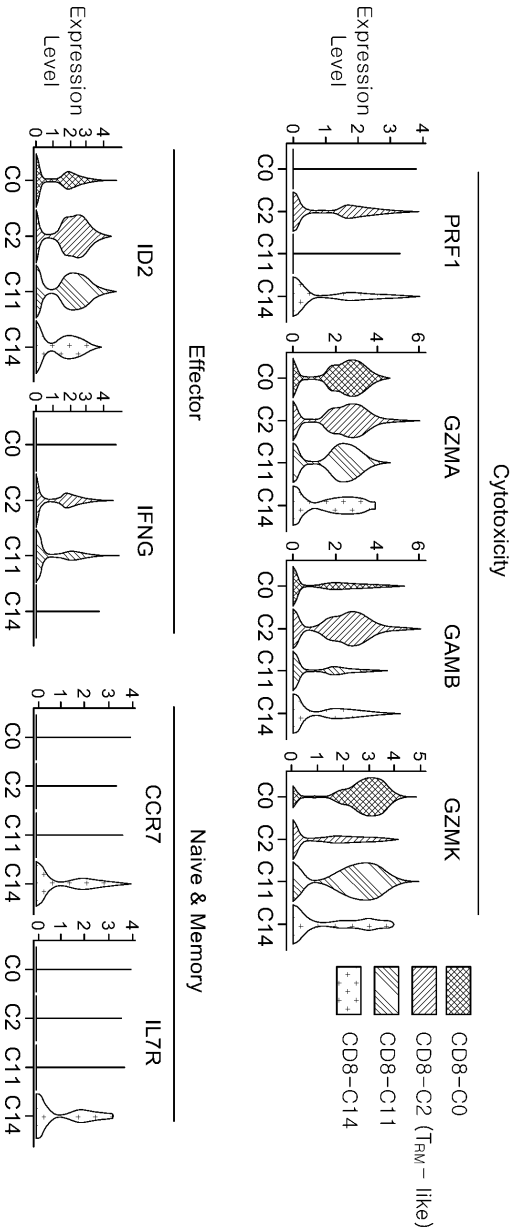 Cytotoxicity
PRF1
GZMA
GAMB
GZMK
Expression
Level
0 1 2 3 4
0 2 4 6
0 2 4 6
0 1 2 3 4 5
C0 C2 C11 C14
C0 C2 C11 C14
C0 C2 C11 C14
C0 C2 C11 C14
CD8-C0
CD8-C2 (TRM- like)
CD8-C11
CD8-C14
Effector
Naive & Memory
ID2
IFNG
CCR7
IL7R
Expression
Level
0 1 2 3 4
0 1 2 3 4
0 1 2 3 4
0 1 2 3 4
C0 C2 C11 C14
C0 C2 C11 C14
C0 C2 C11 C14
C0 C2 C11 C14